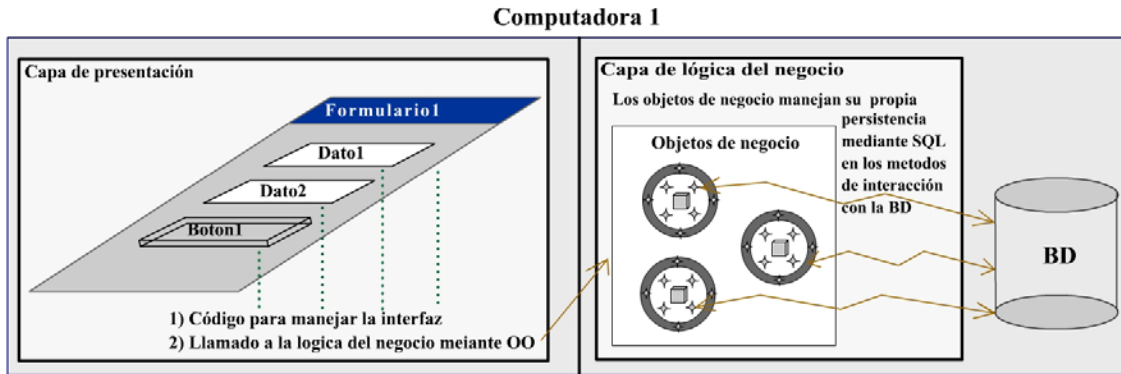 Computadora 1
Capa de presentación
Formulario1
Dato1
Dato2
Boton1
1) Código para manejar la interfaz
2) Llamado a la logica del negocio meiante OO
Capa de lógica del negocio
Los objetos de negocio manejan su propia
persistencia
mediante SQL
en los metodos
de interacción
con la BD
Objetos de negocio
BD